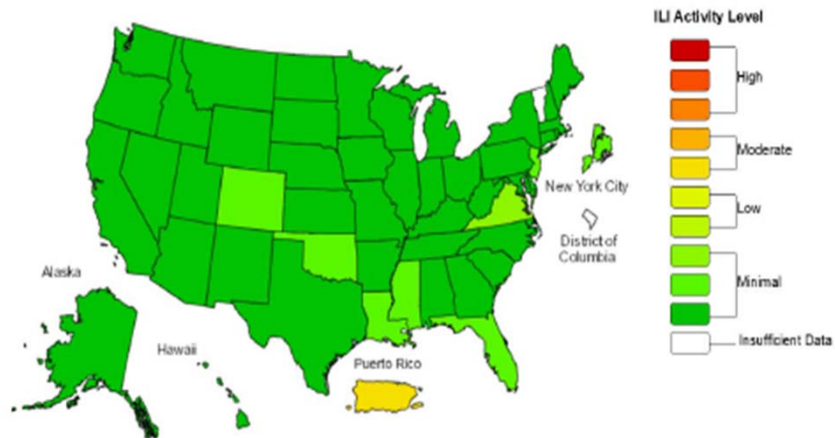 ILI Activity Level
High
Moderate
Low
Minimal
Insufficient Data
New York City
District of
Columbia
Alaska
Hawaii
Puerto Rico